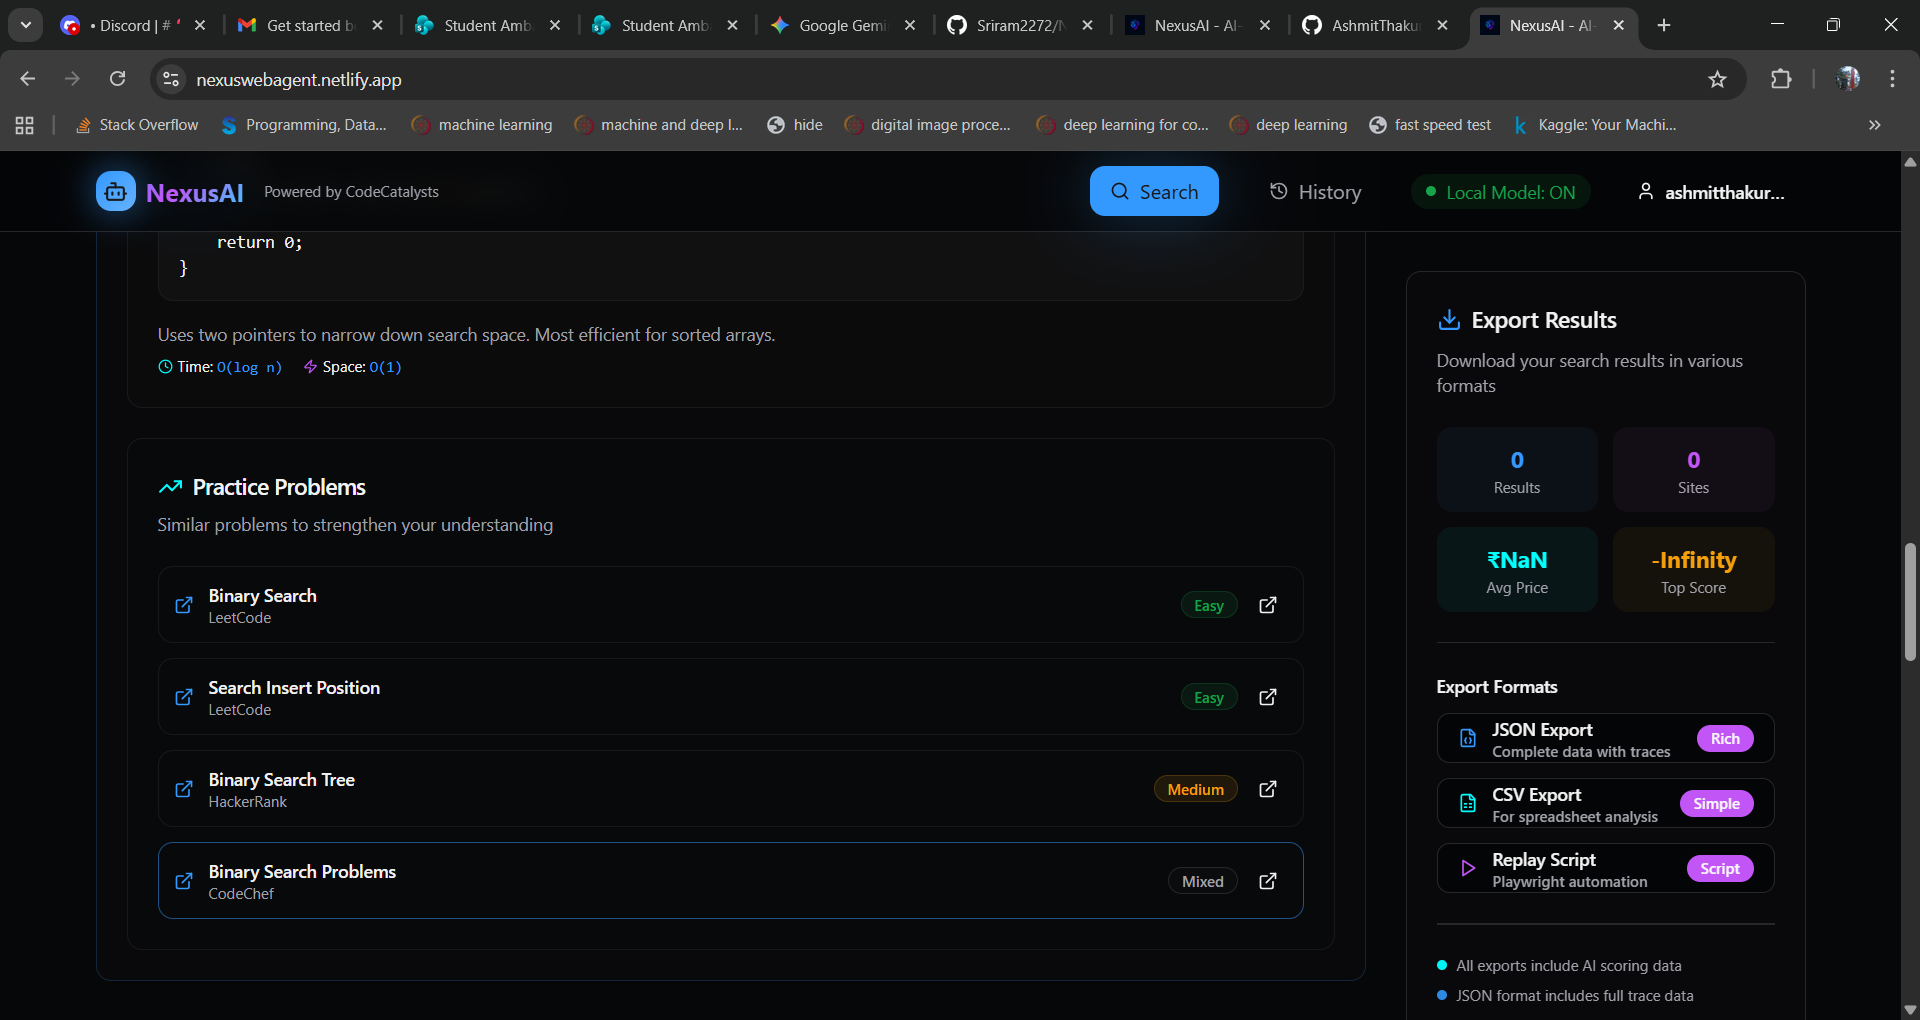 • Discord | #
Get started b
Student Amb
Student Amb
Google Gemi
Sriram2272/N
NexusAI - AI-
AshmitThakur
NexusAI - AI-
nexuswebagent.netlify.app
Stack Overflow
Programming, Data...
machine learning
machine and deep l...
hide
digital image proce...
deep learning for co...
deep learning
fast speed test
Kaggle: Your Machi...
NexusAI
Powered by CodeCatalysts
Search
History
Local Model: ON
ashmitthakur...
return 0;
}
Uses two pointers to narrow down search space. Most efficient for sorted arrays.
Time: O(log n) Space: O(1)
Practice Problems
Similar problems to strengthen your understanding
Binary Search
LeetCode
Easy
Search Insert Position
LeetCode
Easy
Binary Search Tree
HackerRank
Medium
Binary Search Problems
CodeChef
Mixed
Export Results
Download your search results in various
formats
0
Results
0
Sites
₹NaN
Avg Price
-Infinity
Top Score
Export Formats
JSON Export
Complete data with traces
Rich
CSV Export
For spreadsheet analysis
Simple
Replay Script
Playwright automation
Script
All exports include AI scoring data
JSON format includes full trace data